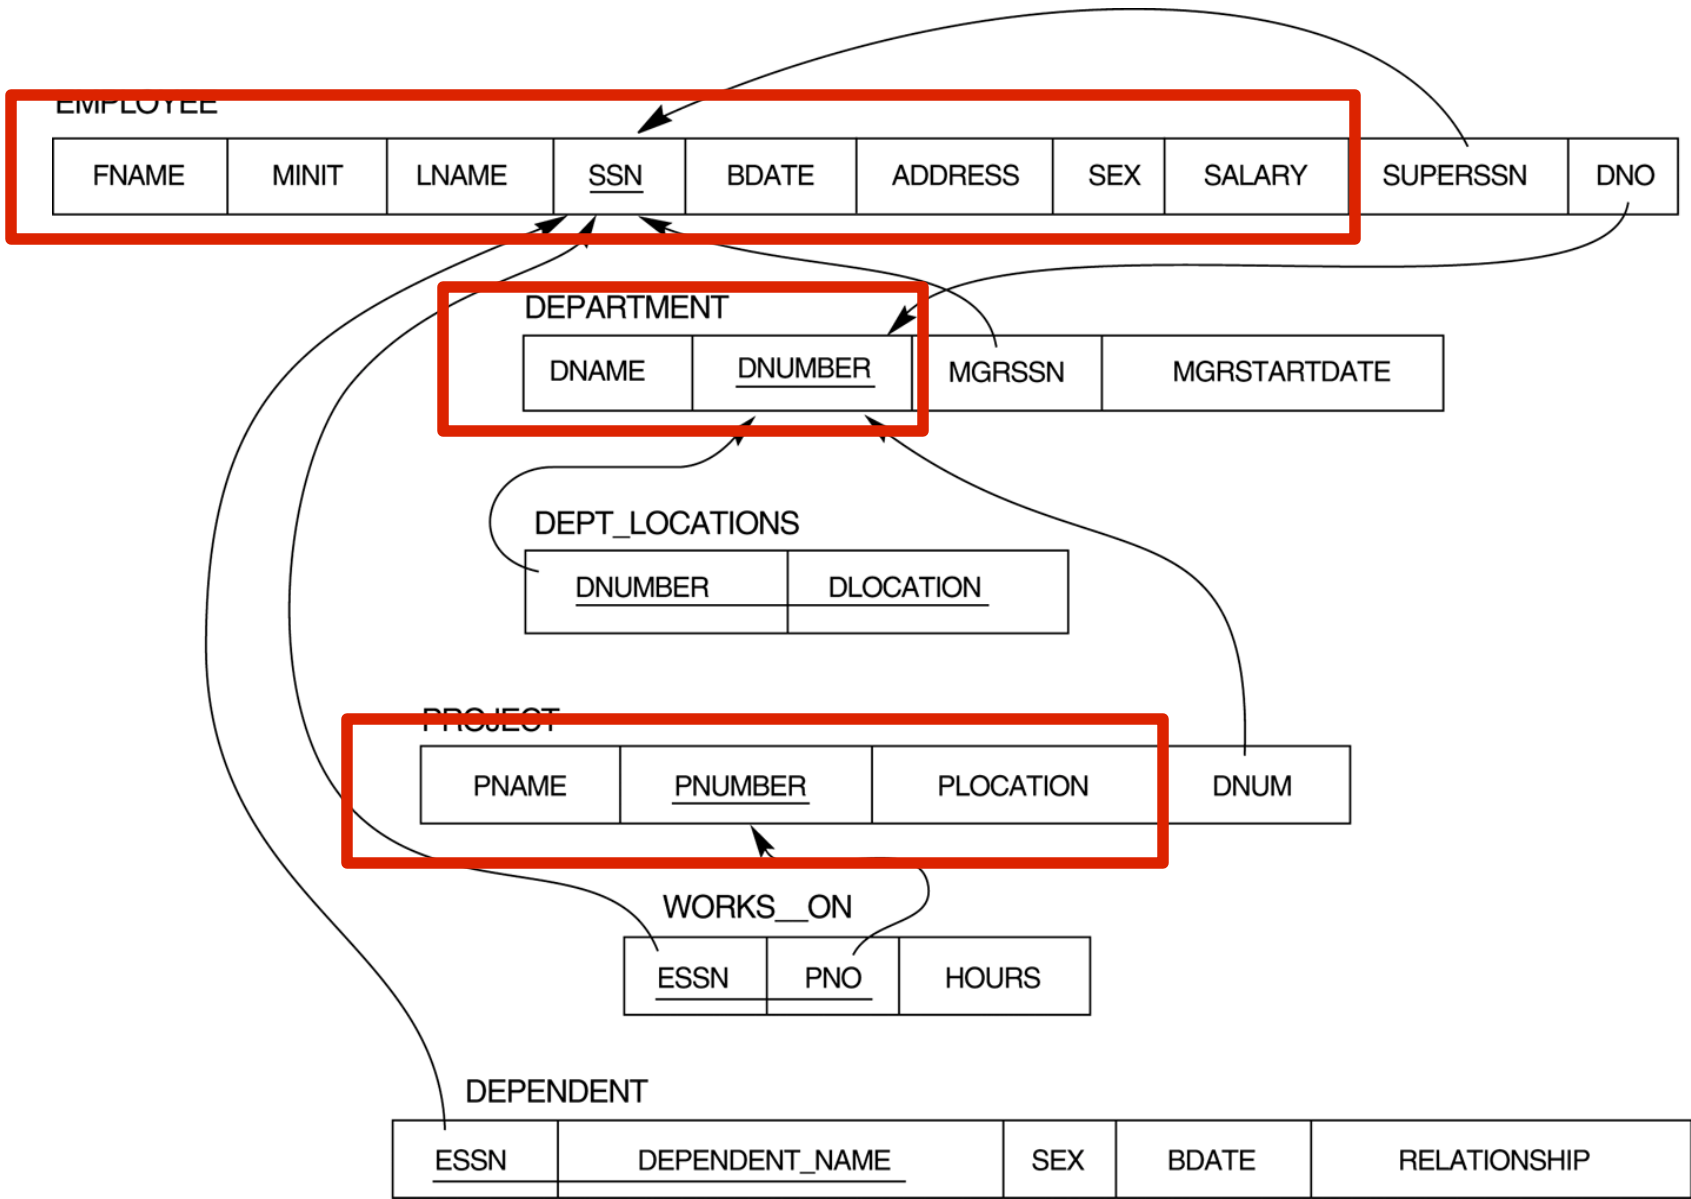 EMPLOYEE
FNAME MINIT LNAME SSN BDATE ADDRESS SEX SALARY SUPERSSN DNO
DEPARTMENT
DNAME DNUMBER MGRSSN MGRSTARTDATE
DEPT_LOCATIONS
DNUMBER DLOCATION
PROJECT
PNAME PNUMBER PLOCATION DNUM
WORKS__ON
ESSN PNO HOURS
DEPENDENT
ESSN DEPENDENT_NAME SEX BDATE RELATIONSHIP